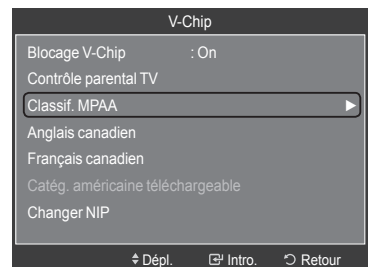 V-Chip
Blocage V-Chip : On
Contrôle parental TV
Classif. MPAA
Anglais canadien
Français canadien
Catég. américaine téléchargeable
Changer NIP
Dépl. Intro. Retour